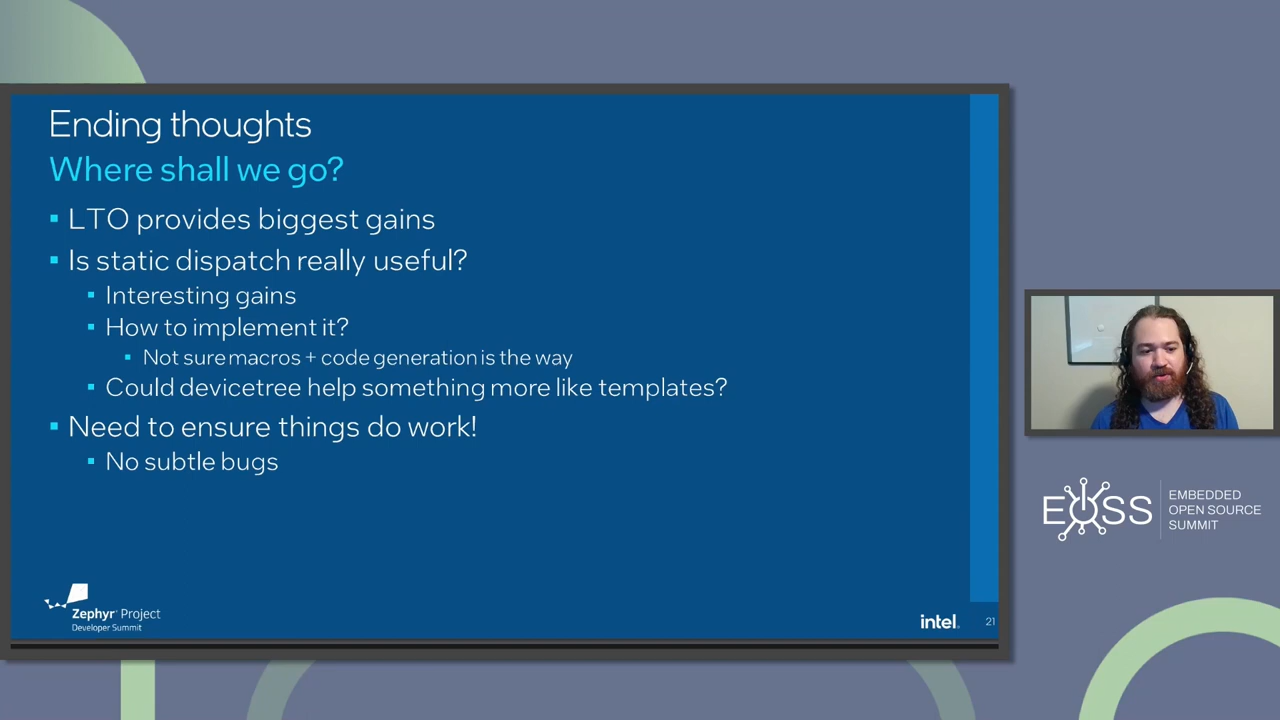 Ending thoughts
Where shall we go?
▪ LTO provides biggest gains
▪ Is static dispatch really useful?
▪ Interesting gains
▪ How to implement it?
▪ Not sure macros + code generation is the way
▪ Could devicetree help something more like templates?
▪ Need to ensure things do work!
▪ No subtle bugs
Zephyr® Project
Developer Summit
intel.
21
EOSS
EMBEDDED
OPEN SOURCE
SUMMIT